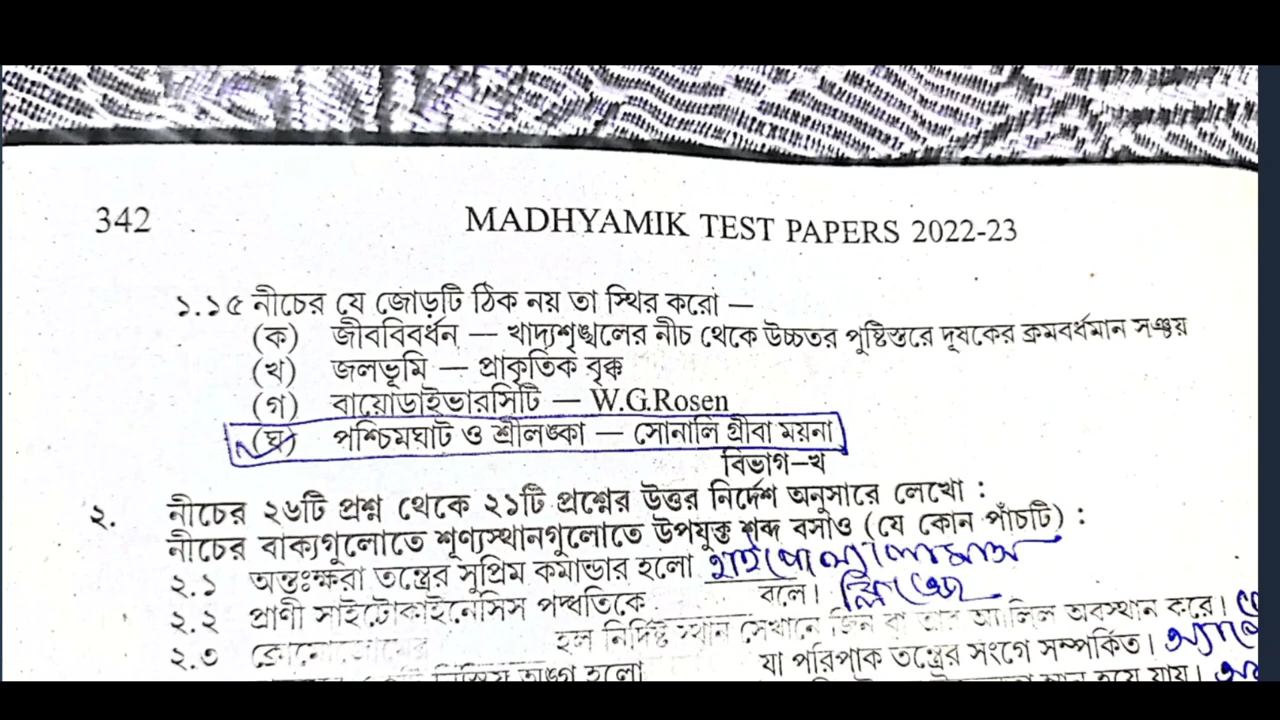 342
MADHYAMIK TEST PAPERS 2022-23
১.১৫ নীচের যে জোড়টি ঠিক নয় তা স্থির করো —
(ক) জীববিবর্ধন — খাদ্যশৃঙ্খলের নীচ থেকে উচ্চতর পুষ্টিস্তরে দূষকের ক্রমবর্ধমান সঞ্চয়
(খ) জলভূমি — প্রাকৃতিক বৃক্ক
(গ) বায়োডাইভারসিটি — W.G.Rosen
(ঘ) পশ্চিমঘাট ও শ্রীলঙ্কা — সোনালি গ্রীবা ময়না
বিভাগ-খ
২. নীচের ২৬টি প্রশ্ন থেকে ২১টি প্রশ্নের উত্তর নির্দেশ অনুসারে লেখো :
নীচের বাক্যগুলোতে শূণ্যস্থানগুলোতে উপযুক্ত শব্দ বসাও (যে কোন পাঁচটি) :
২.১ অন্তঃক্ষরা তন্ত্রের সুপ্রিম কমান্ডার হলো হাইপোথ্যালামাস
২.২ প্রাণী সাইটোকাইনেসিস পদ্ধতিকে বলে। ক্লিভেজ
২.৩ ক্রোমোজোমের হল নির্দিষ্ট স্থান সেখানে জিন বা তার অ্যালিল অবস্থান করে।
নিষ্ক্রিয় অঙ্গ হলো যা পরিপাক তন্ত্রের সংগে সম্পর্কিত।